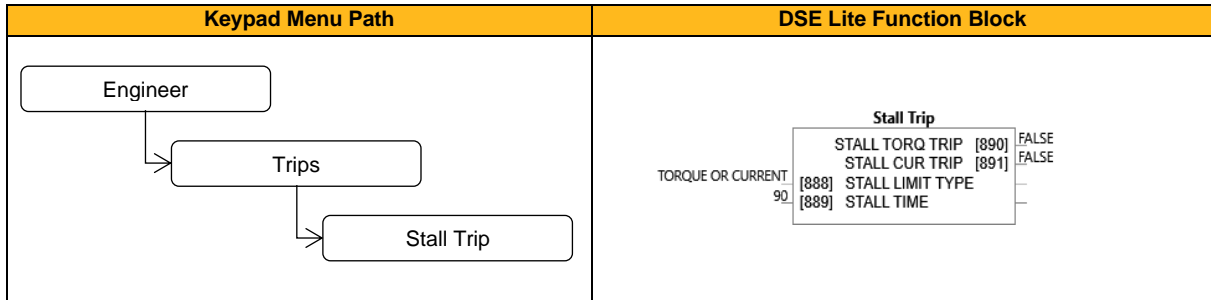 Keypad Menu Path
DSE Lite Function Block
Engineer
Trips
Stall Trip
Stall Trip
STALL TORQ TRIP [890] FALSE
STALL CUR TRIP [891] FALSE
TORQUE OR CURRENT [888] STALL LIMIT TYPE
90 [889] STALL TIME